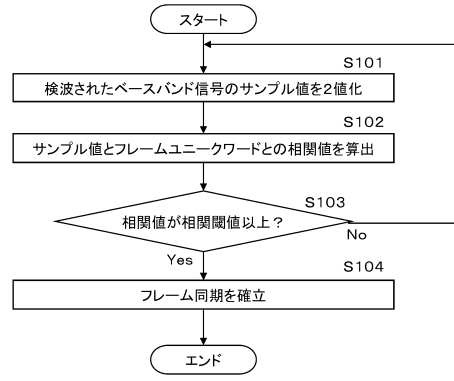 スタート
S101
検波されたベースバンド信号のサンプル値を2値化
S102
サンプル値とフレームユニークワードとの相関値を算出
S103
相関値が相関閾値以上？
No
Yes
S104
フレーム同期を確立
エンド